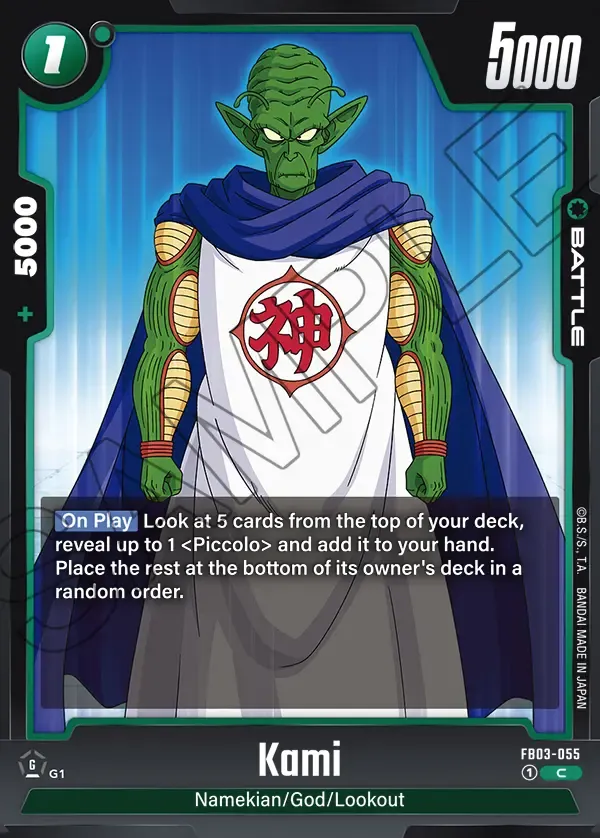 1
5000
+ 5000
BATTLE
神
SAMPLE
On Play Look at 5 cards from the top of your deck,
reveal up to 1 <Piccolo> and add it to your hand.
Place the rest at the bottom of its owner's deck in a
random order.
©B.S./S., T.A. BANDAI MADE IN JAPAN
Kami
FB03-055
G G1
1 C
Namekian/God/Lookout